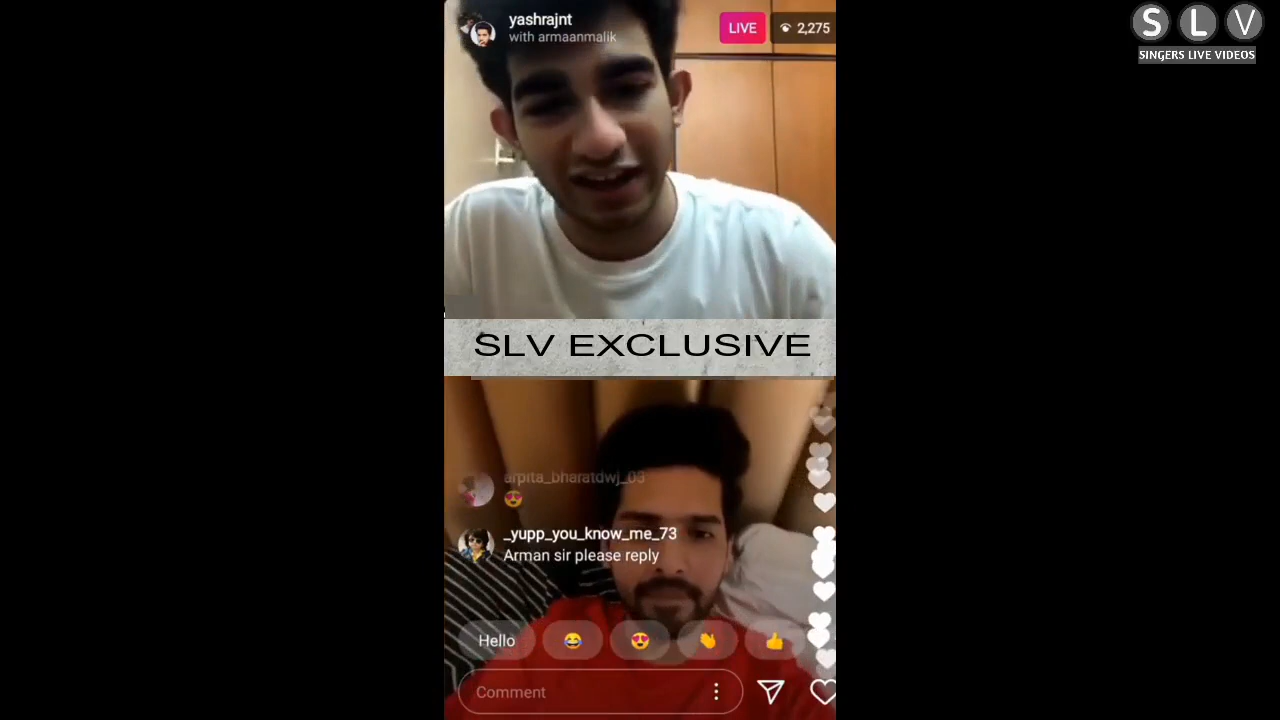 yashrajnt
with armaanmalik
LIVE
2,275
S L V
SINGERS LIVE VIDEOS
SLV EXCLUSIVE
arpita_bharatdwj_03
😍
_yupp_you_know_me_73
Arman sir please reply
Hello 😂 😍 👏 👍
Comment